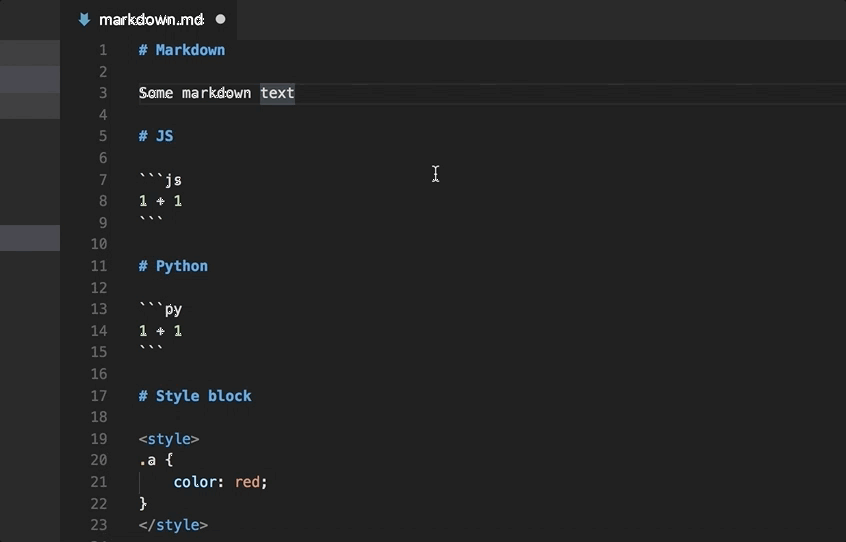 markdown.md
1 # Markdown
2
3 Some markdown text
4
5 # JS
6
7 ```js
8 1 + 1
9 ```
10
11 # Python
12
13 ```py
14 1 + 1
15 ```
16
17 # Style block
18
19 <style>
20 .a {
21     color: red;
22 }
23 </style>